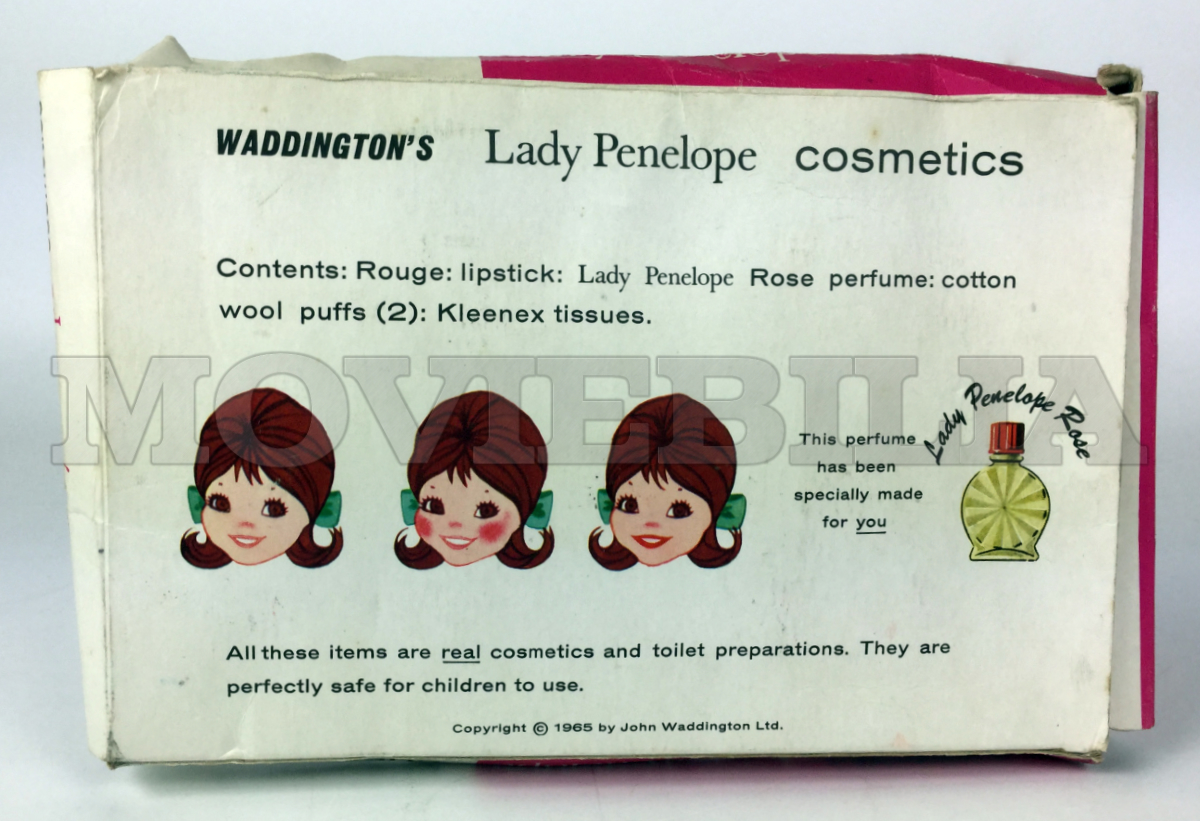 WADDINGTON'S Lady Penelope cosmetics
Contents: Rouge: lipstick: Lady Penelope Rose perfume: cotton
wool puffs (2): Kleenex tissues.
MOVIEBILIA
This perfume
has been
specially made
for you
Lady Penelope Rose
All these items are real cosmetics and toilet preparations. They are
perfectly safe for children to use.
Copyright © 1965 by John Waddington Ltd.